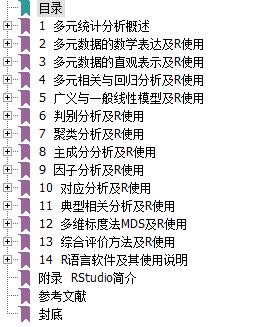 目录
1 多元统计分析概述
2 多元数据的数学表达及R使用
3 多元数据的直观表示及R使用
4 多元相关与回归分析及R使用
5 广义与一般线性模型及R使用
6 判别分析及R使用
7 聚类分析及R使用
8 主成分分析及R使用
9 因子分析及R使用
10 对应分析及R使用
11 典型相关分析及R使用
12 多维标度法MDS及R使用
13 综合评价方法及R使用
14 R语言软件及其使用说明
附录 RStudio简介
参考文献
封底